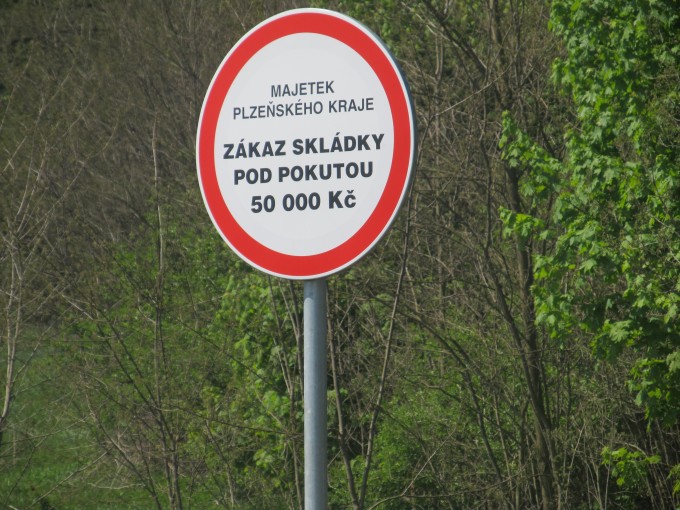 MAJETEK
PLZEŇSKÉHO KRAJE
ZÁKAZ SKLÁDKY
POD POKUTOU
50 000 Kč